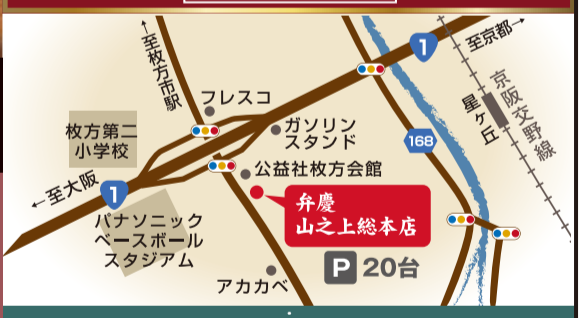 ←至枚方市駅
フレスコ
枚方第二
小学校
ガソリン
スタンド
1
至京都→
京阪交野線
星ヶ丘
168
公益社枚方会館
←至大阪
1
パナソニック
ベースボール
スタジアム
弁慶
山之上総本店
P 20台
アカカベ